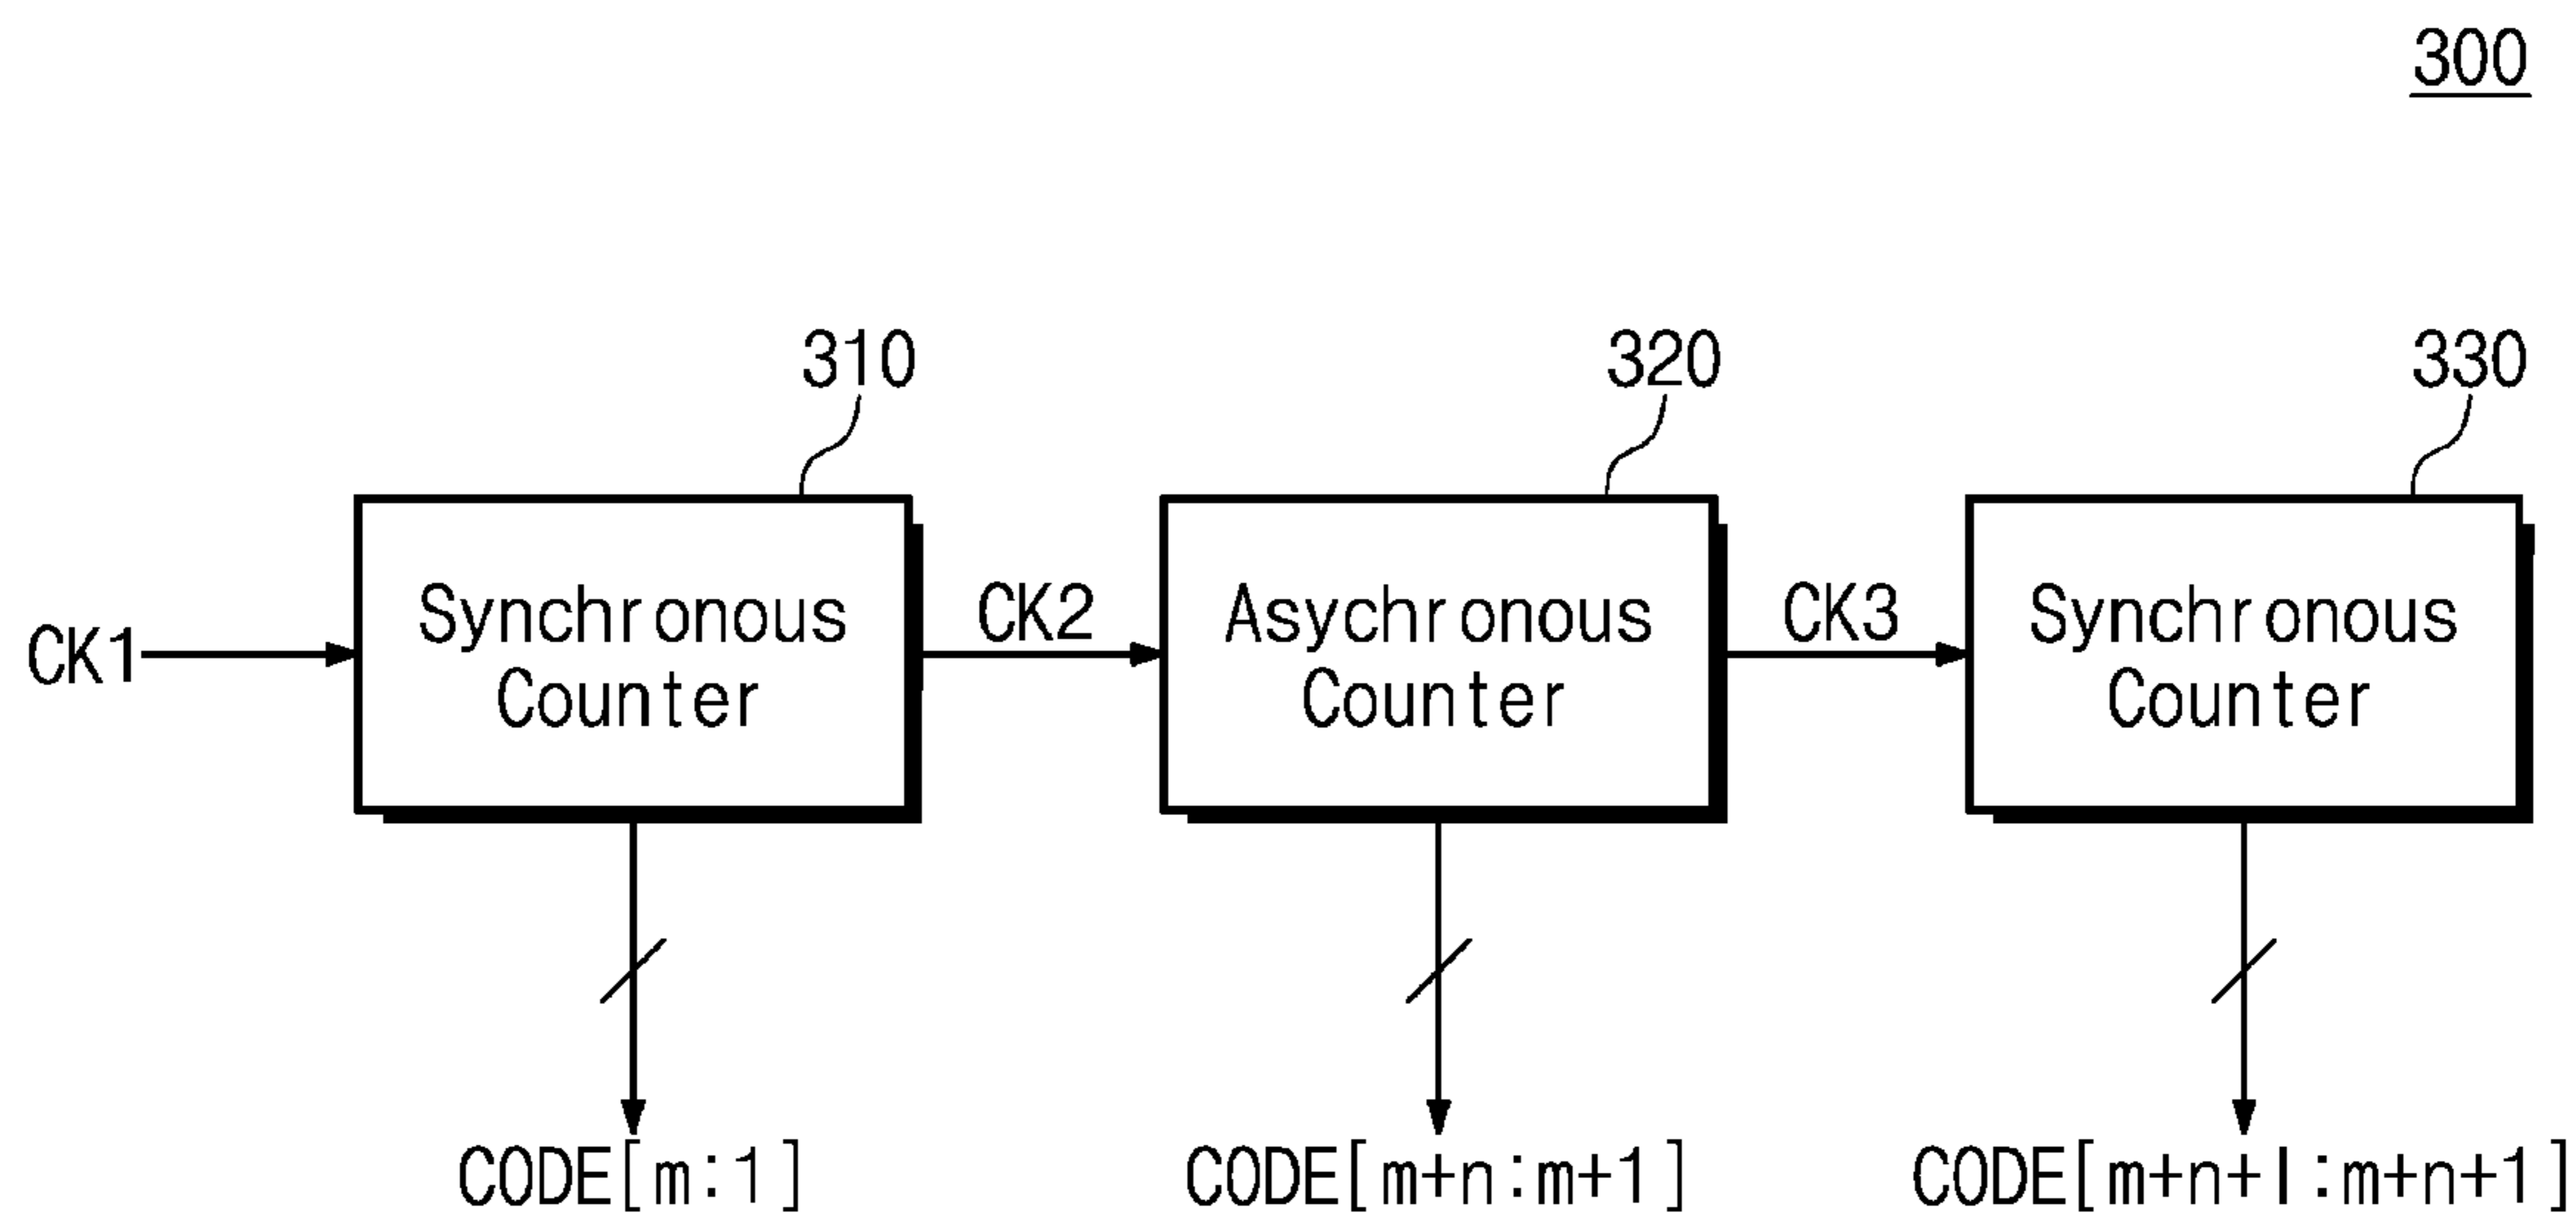 300
310
320
330
CK1
Synchronous
Counter
CK2
Asychronous
Counter
CK3
Synchronous
Counter
CODE[m:1]
CODE[m+n:m+1]
CODE[m+n+l:m+n+1]